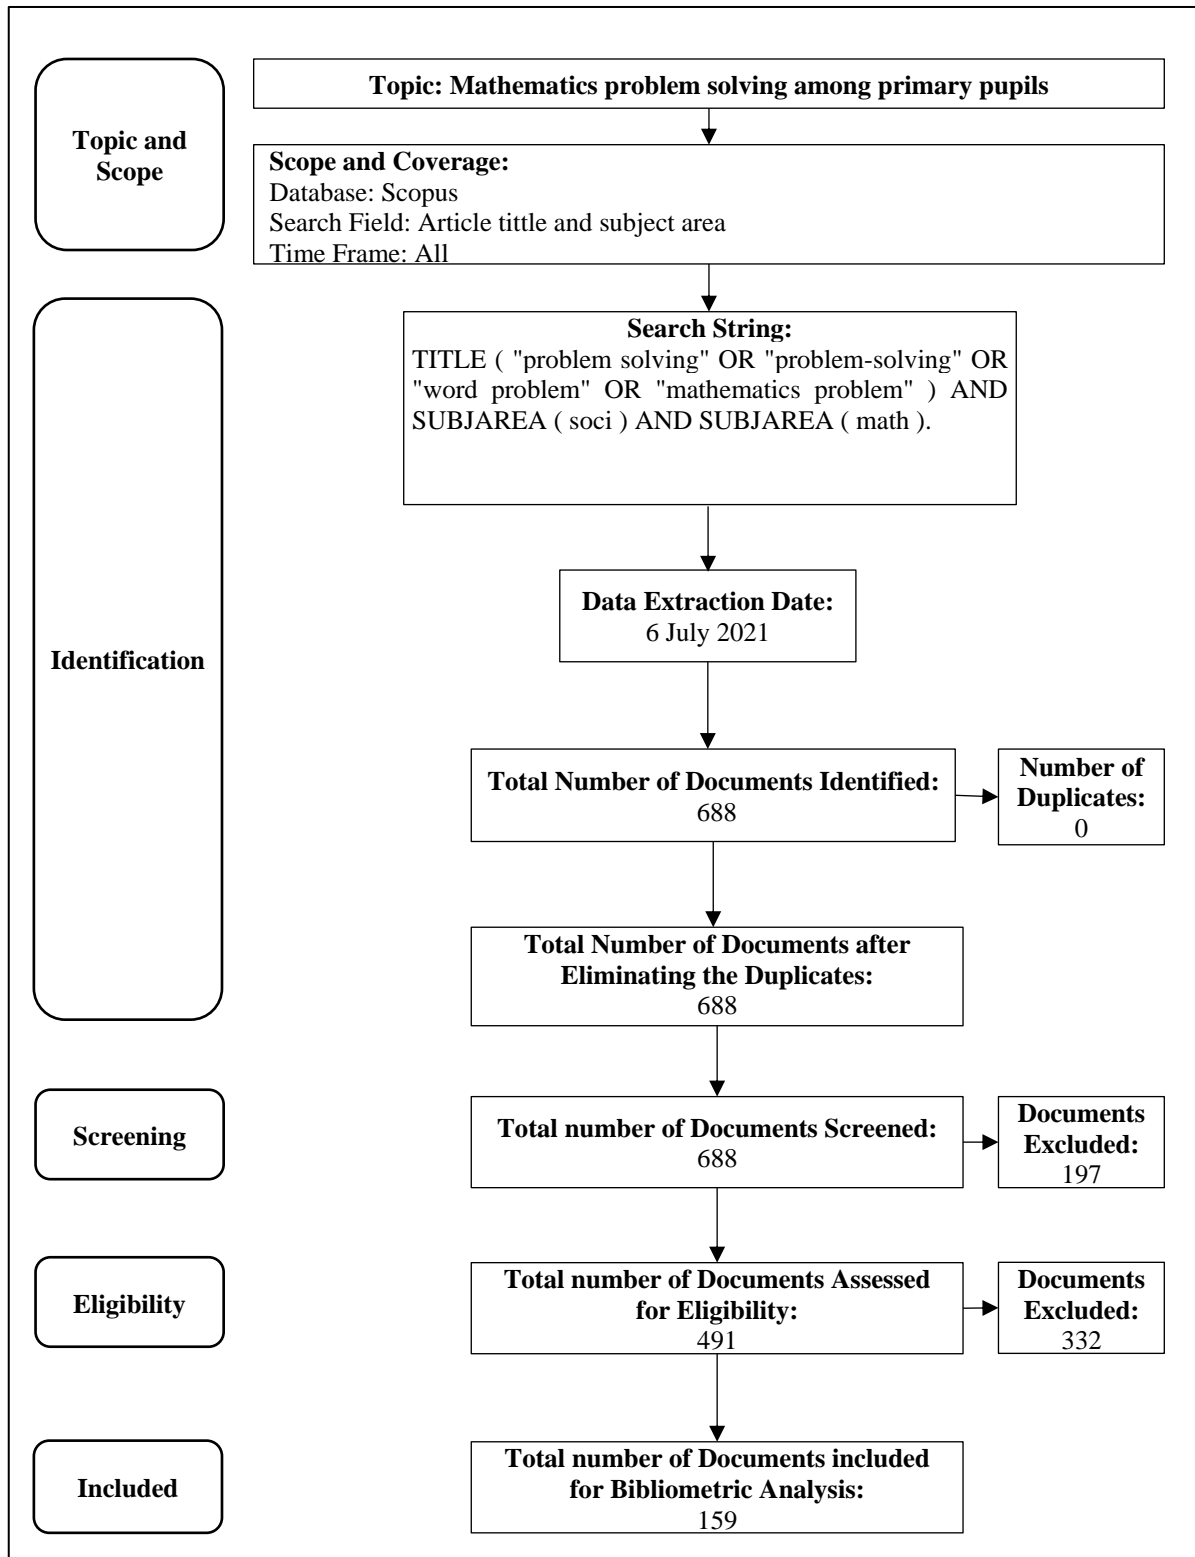 Topic and
Scope
Topic: Mathematics problem solving among primary pupils
Scope and Coverage:
Database: Scopus
Search Field: Article tittle and subject area
Time Frame: All
Identification
Search String:
TITLE ( "problem solving" OR "problem-solving" OR
"word problem" OR "mathematics problem" ) AND
SUBJAREA ( soci ) AND SUBJAREA ( math ).
Data Extraction Date:
6 July 2021
Total Number of Documents Identified:
688
Number of
Duplicates:
0
Total Number of Documents after
Eliminating the Duplicates:
688
Screening
Total number of Documents Screened:
688
Documents
Excluded:
197
Eligibility
Total number of Documents Assessed
for Eligibility:
491
Documents
Excluded:
332
Included
Total number of Documents included
for Bibliometric Analysis:
159